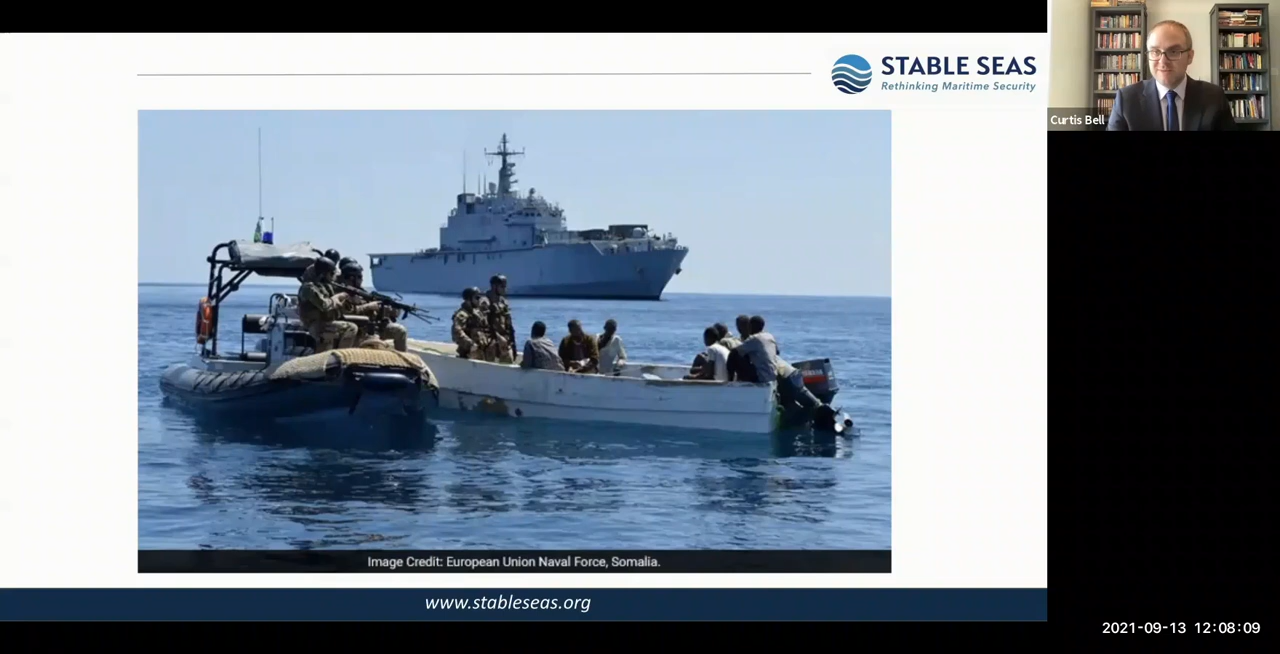 STABLE SEAS
Rethinking Maritime Security
Curtis Bell
Image Credit: European Union Naval Force, Somalia.
www.stableseas.org
2021-09-13 12:08:09